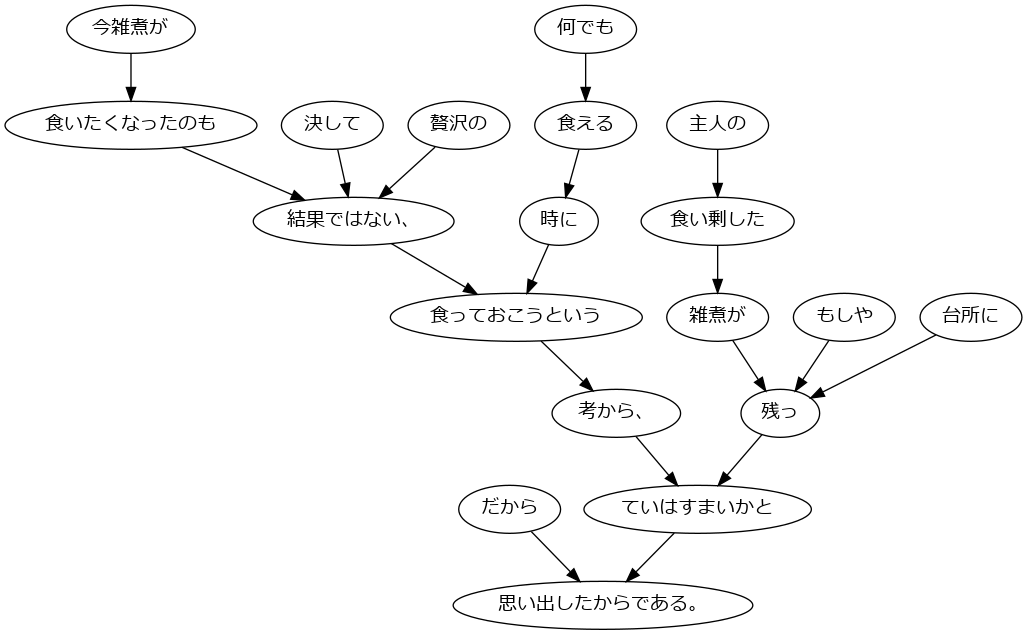 今雑煮が
何でも
食いたくなったのも
決して
贅沢の
食える
主人の
結果ではない、
時に
食い剰した
食っておこうという
雑煮が
もしや
台所に
考から、
残っ
だから
ていはすまいかと
思い出したからである。